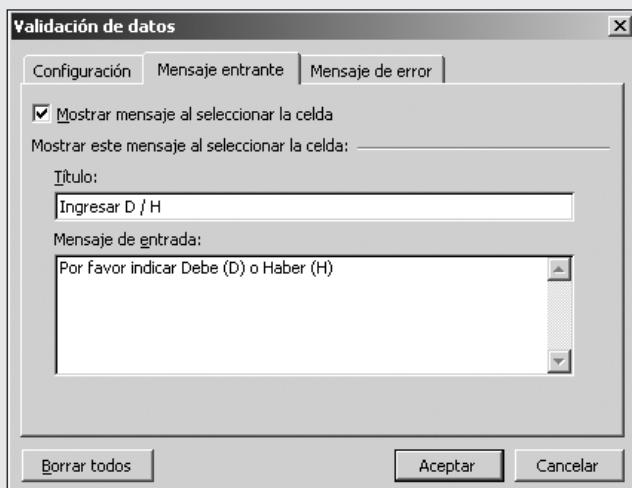 Validación de datos
Configuración Mensaje entrante Mensaje de error
Mostrar mensaje al seleccionar la celda
Mostrar este mensaje al seleccionar la celda:
Título:
Ingresar D / H
Mensaje de entrada:
Por favor indicar Debe (D) o Haber (H)
Borrar todos Aceptar Cancelar